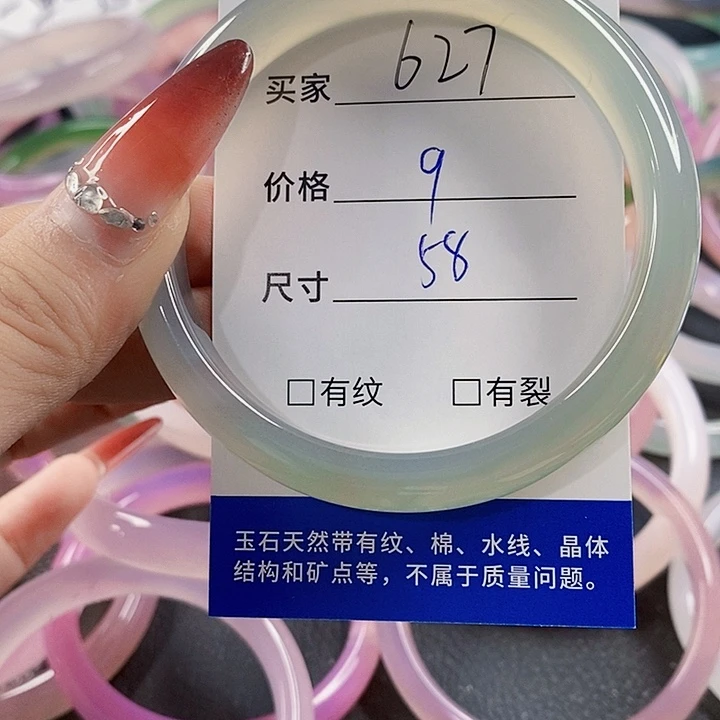 买家 627
价格 9
尺寸 58
□有纹 □有裂
玉石天然带有纹、棉、水线、晶体
结构和矿点等，不属于质量问题。